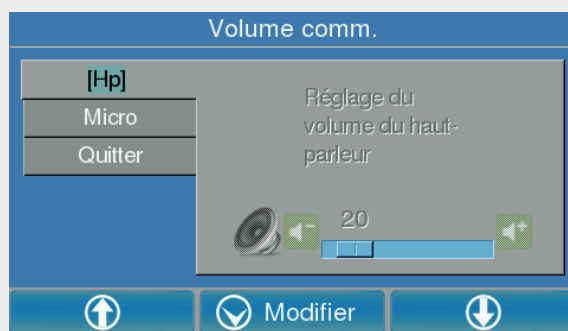 Volume comm.
[Hp]
Micro
Quitter
Réglage du
volume du haut-
parleur
20
Modifier